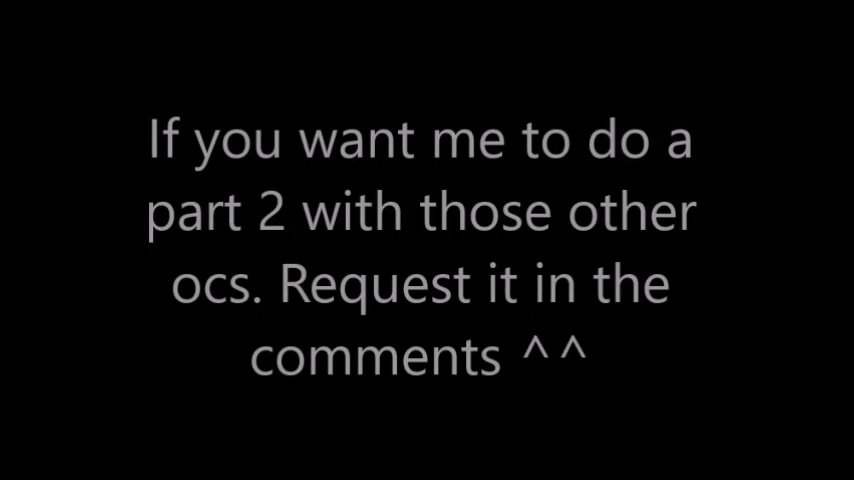 If you want me to do a
part 2 with those other
ocs. Request it in the
comments ^^